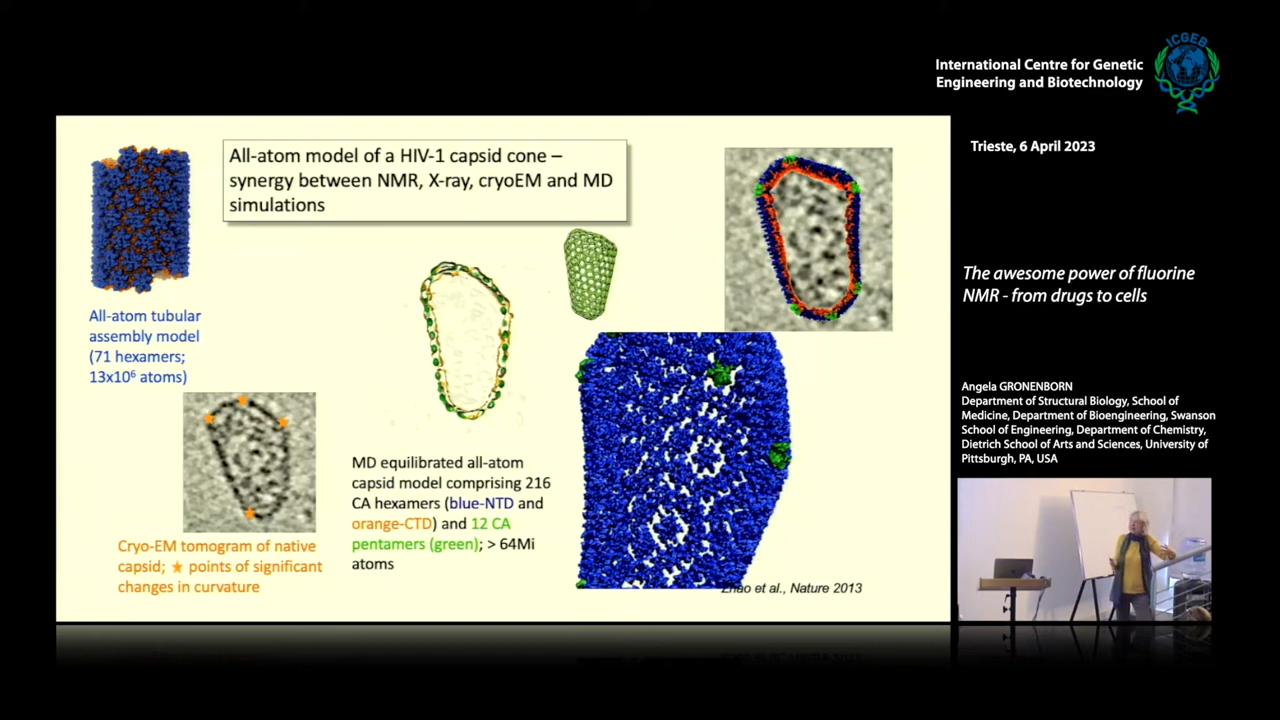 International Centre for Genetic
Engineering and Biotechnology
ICGEB
Trieste, 6 April 2023
All-atom model of a HIV-1 capsid cone –
synergy between NMR, X-ray, cryoEM and MD
simulations
All-atom tubular
assembly model
(71 hexamers;
13x10⁶ atoms)
Cryo-EM tomogram of native
capsid; ★ points of significant
changes in curvature
MD equilibrated all-atom
capsid model comprising 216
CA hexamers (blue-NTD and
orange-CTD) and 12 CA
pentamers (green); > 64Mi
atoms
Zhao et al., Nature 2013
The awesome power of fluorine
NMR - from drugs to cells
Angela GRONENBORN
Department of Structural Biology, School of
Medicine, Department of Bioengineering, Swanson
School of Engineering, Department of Chemistry,
Dietrich School of Arts and Sciences, University of
Pittsburgh, PA, USA